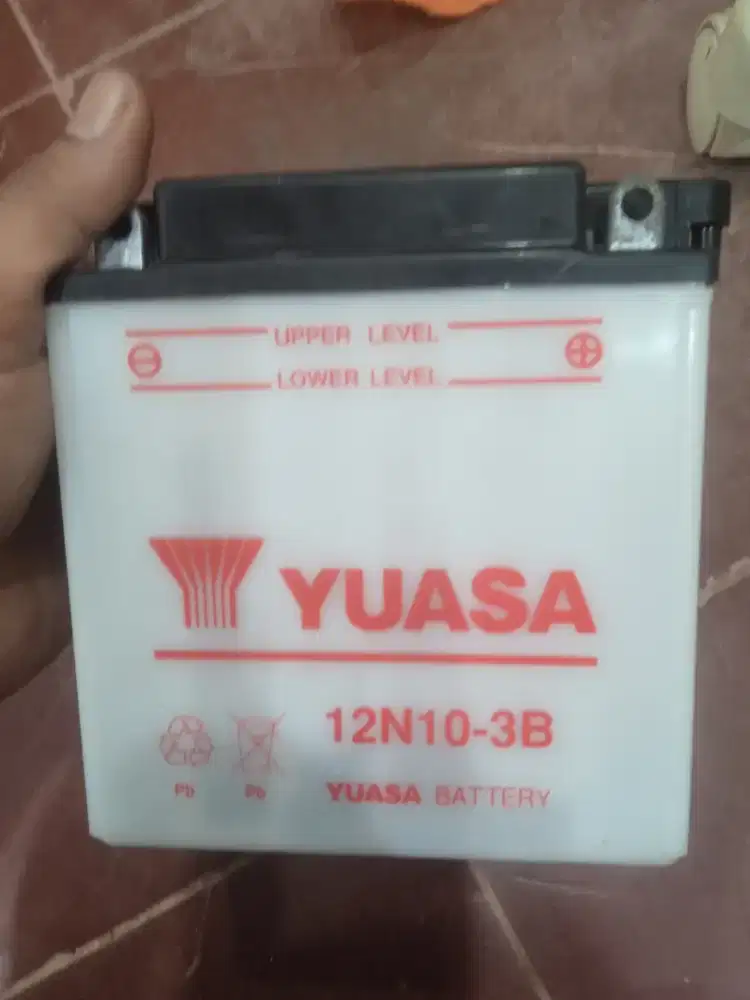 UPPER LEVEL
LOWER LEVEL
YUASA
12N10-3B
Pb Pb
YUASA BATTERY